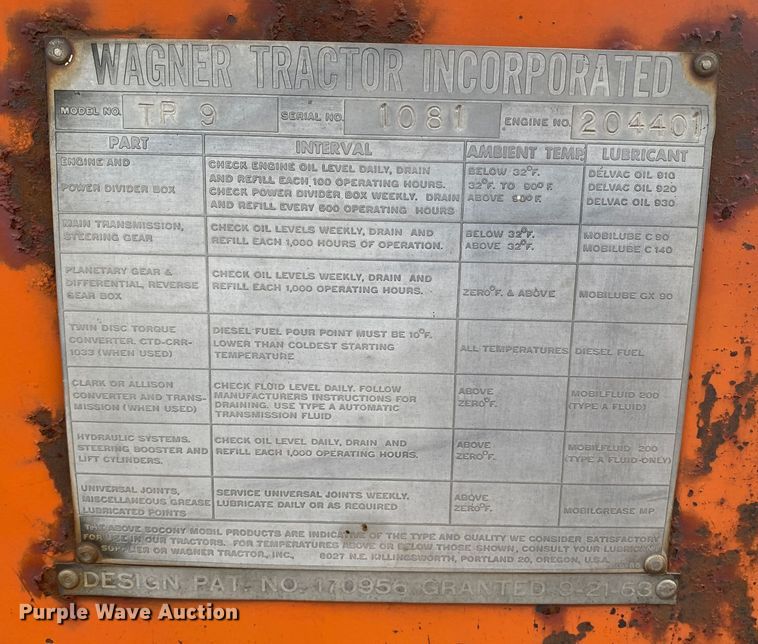 WAGNER TRACTOR INCORPORATED
MODEL NO. TR 9 SERIAL NO. 1081 ENGINE NO. 204401
PART INTERVAL AMBIENT TEMP. LUBRICANT
ENGINE AND
POWER DIVIDER BOX
CHECK ENGINE OIL LEVEL DAILY, DRAIN
AND REFILL EACH 100 OPERATING HOURS.
CHECK POWER DIVIDER BOX WEEKLY. DRAIN
AND REFILL EVERY 500 OPERATING HOURS
BELOW 32°F.
32°F. TO 90° F.
ABOVE 90° F.
DELVAC OIL 910
DELVAC OIL 920
DELVAC OIL 930
MAIN TRANSMISSION,
STEERING GEAR
CHECK OIL LEVELS WEEKLY, DRAIN AND
REFILL EACH 1,000 HOURS OF OPERATION.
BELOW 32°F.
ABOVE 32°F.
MOBILUBE C 90
MOBILUBE C 140
PLANETARY GEAR &
DIFFERENTIAL, REVERSE
GEAR BOX
CHECK OIL LEVELS WEEKLY, DRAIN AND
REFILL EACH 1,000 OPERATING HOURS.
ZERO°F. & ABOVE
MOBILUBE GX 90
TWIN DISC TORQUE
CONVERTER, CTD-CRR-
1033 (WHEN USED)
DIESEL FUEL POUR POINT MUST BE 10°F.
LOWER THAN COLDEST STARTING
TEMPERATURE
ALL TEMPERATURES
DIESEL FUEL
CLARK OR ALLISON
CONVERTER AND TRANS-
MISSION (WHEN USED)
CHECK FLUID LEVEL DAILY. FOLLOW
MANUFACTURERS INSTRUCTIONS FOR
DRAINING. USE TYPE A AUTOMATIC
TRANSMISSION FLUID
ABOVE
ZERO°F.
MOBILFLUID 200
(TYPE A FLUID)
HYDRAULIC SYSTEMS.
STEERING BOOSTER AND
LIFT CYLINDERS.
CHECK OIL LEVEL DAILY, DRAIN AND
REFILL EACH 1,000 OPERATING HOURS.
ABOVE
ZERO°F.
MOBILFLUID 200
(TYPE A FLUID-ONLY)
UNIVERSAL JOINTS,
MISCELLANEOUS GREASE
LUBRICATED POINTS
SERVICE UNIVERSAL JOINTS WEEKLY.
LUBRICATE DAILY OR AS REQUIRED
ABOVE
ZERO°F.
MOBILGREASE MP
THE ABOVE SOCONY MOBIL PRODUCTS ARE INDICATIVE OF THE TYPE AND QUALITY WE CONSIDER SATISFACTORY
FOR USE IN OUR TRACTORS. FOR TEMPERATURES ABOVE OR BELOW THOSE SHOWN, CONSULT YOUR LUBRICANT
SUPPLIER OR WAGNER TRACTOR, INC., 8027 N.E. KILLINGSWORTH, PORTLAND 20, OREGON, U.S.A.
DESIGN PAT. NO. 170956 GRANTED
Purple Wave Auction